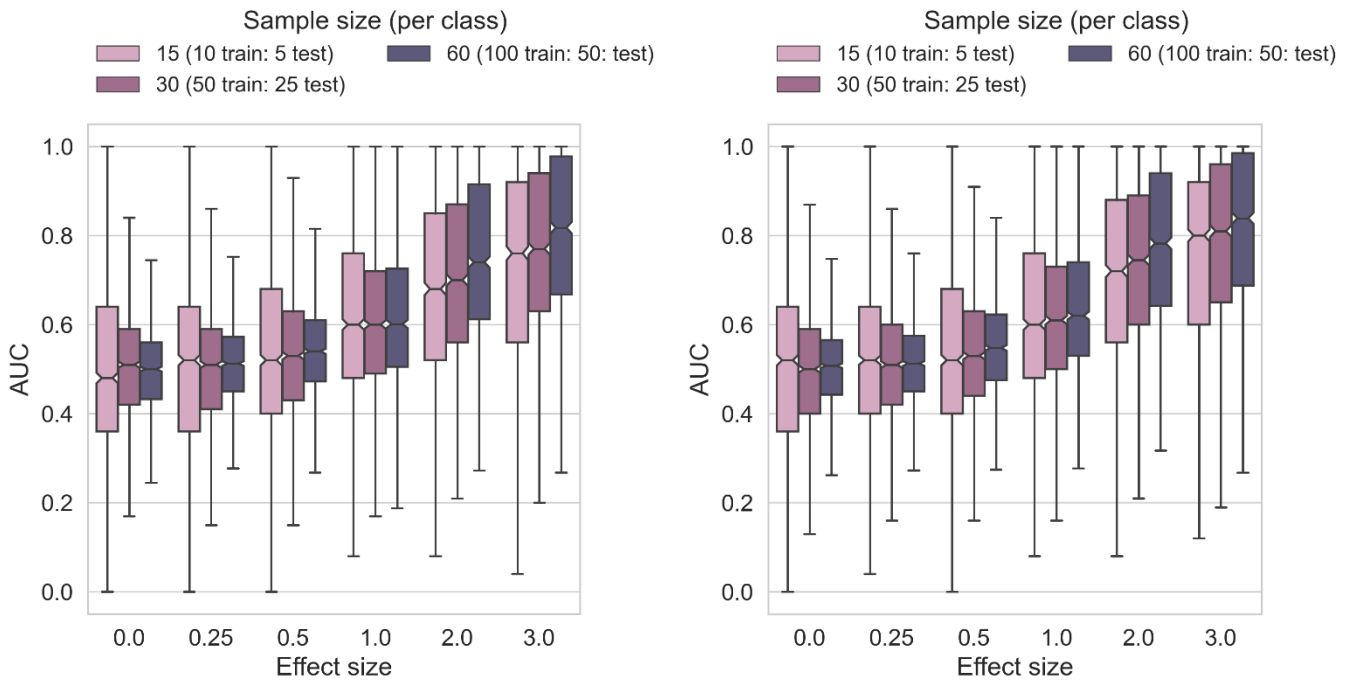 Sample size (per class)
15 (10 train: 5 test)
60 (100 train: 50: test)
30 (50 train: 25 test)
1.0
0.8
0.6
0.4
0.2
0.0
AUC
0.0 0.25 0.5 1.0 2.0 3.0
Effect size
Sample size (per class)
15 (10 train: 5 test)
60 (100 train: 50: test)
30 (50 train: 25 test)
1.0
0.8
0.6
0.4
0.2
0.0
AUC
0.0 0.25 0.5 1.0 2.0 3.0
Effect size